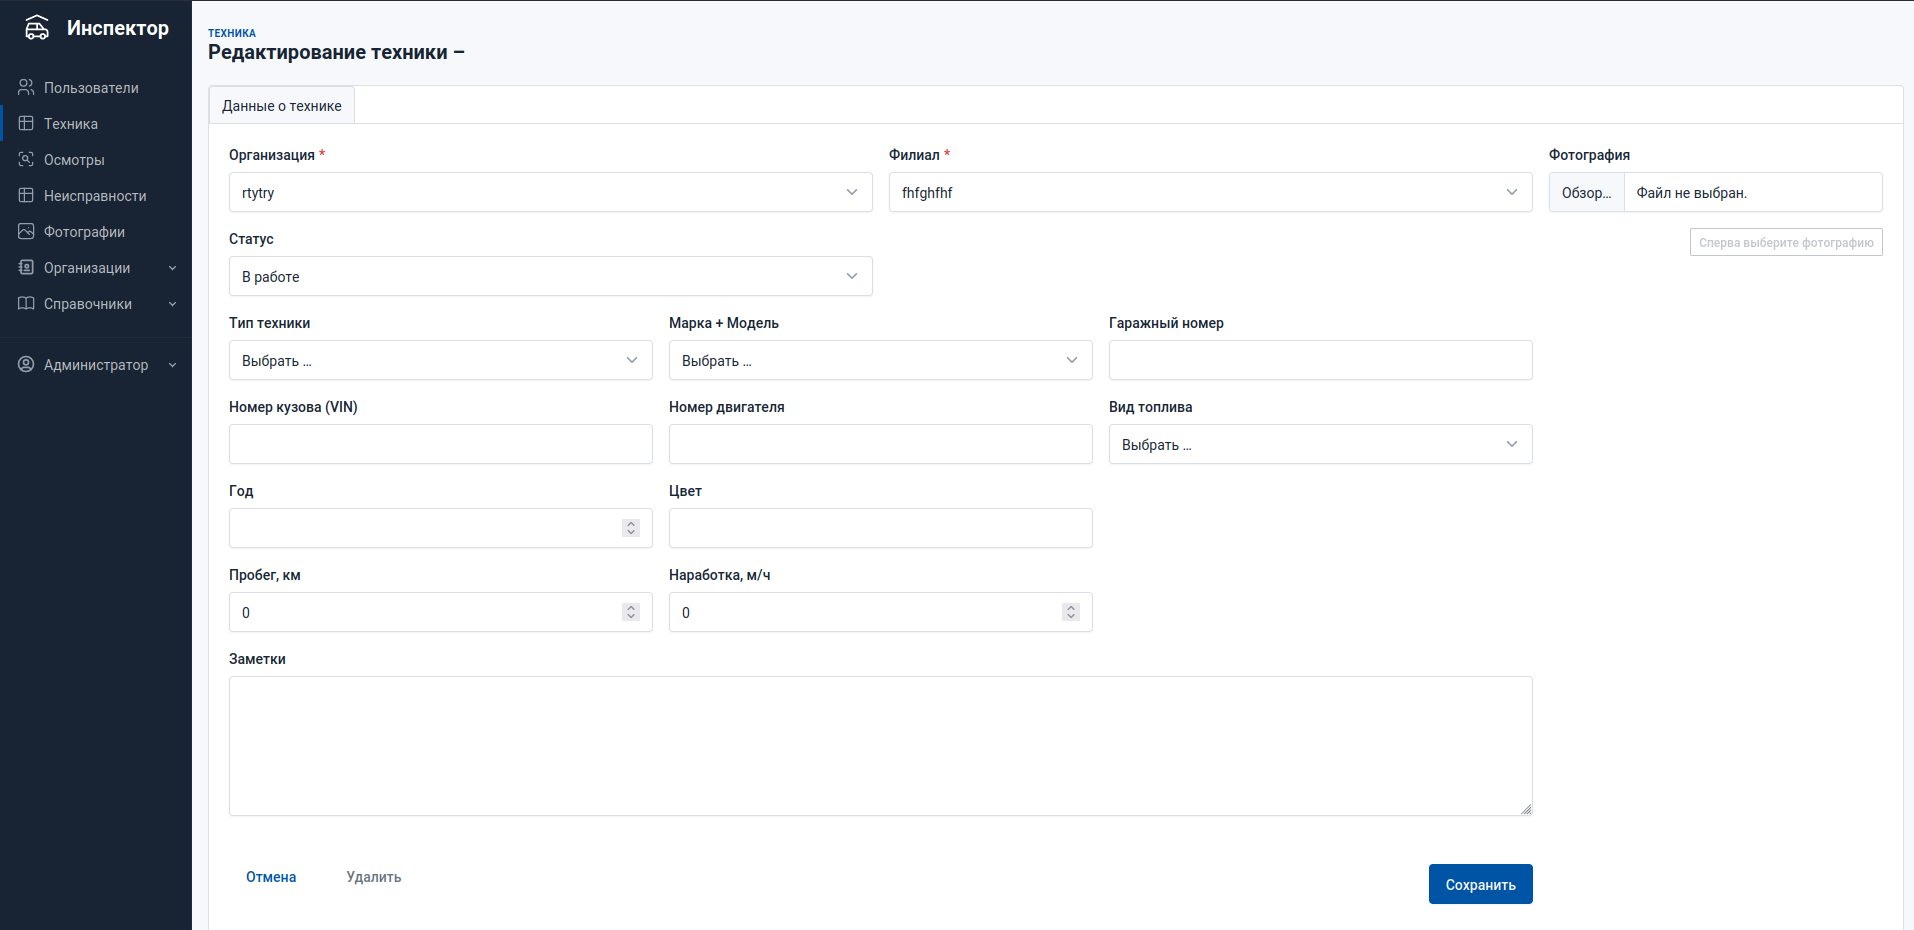 Инспектор
Пользователи
Техника
Осмотры
Неисправности
Фотографии
Организации
Справочники
Администратор
ТЕХНИКА
Редактирование техники –
Данные о технике
Организация *
rtytry
Филиал *
fhfghfhf
Фотография
Обзор...
Файл не выбран.
Сперва выберите фотографию
Статус
В работе
Тип техники
Выбрать ...
Марка + Модель
Выбрать ...
Гаражный номер
Номер кузова (VIN)
Номер двигателя
Вид топлива
Выбрать ...
Год
Цвет
Пробег, км
0
Наработка, м/ч
0
Заметки
Отмена
Удалить
Сохранить